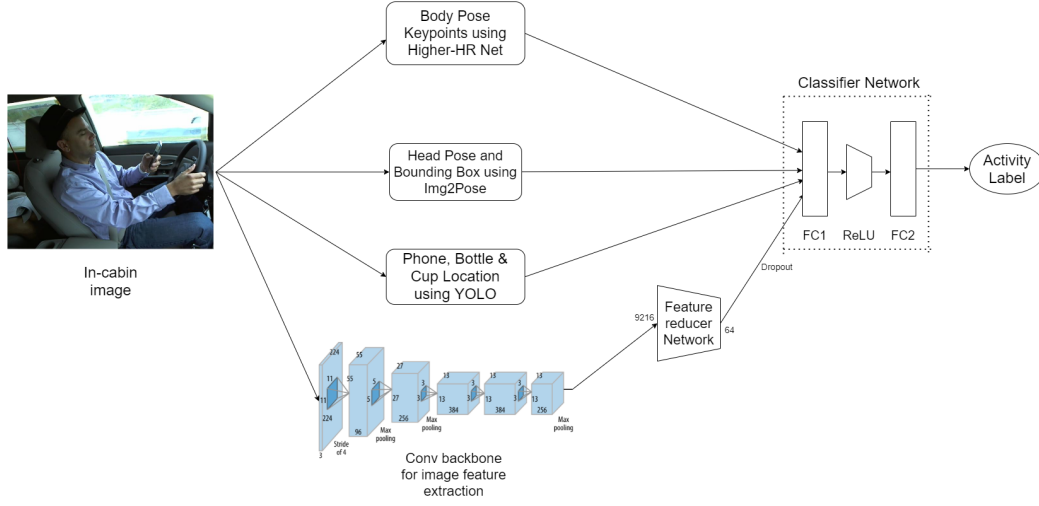 Body Pose
Keypoints using
Higher-HR Net
Classifier Network
Head Pose and
Bounding Box using
Img2Pose
Activity
Label
FC1
ReLU
FC2
In-cabin
image
Phone, Bottle &
Cup Location
using YOLO
Dropout
9216
Feature
reducer
Network
64
224
11
11
224
3
Stride
of 4
55
55
5
5
96
Max
pooling
27
27
3
3
256
Max
pooling
13
13
3
3
384
13
13
3
3
384
13
13
256
Max
pooling
Conv backbone
for image feature
extraction